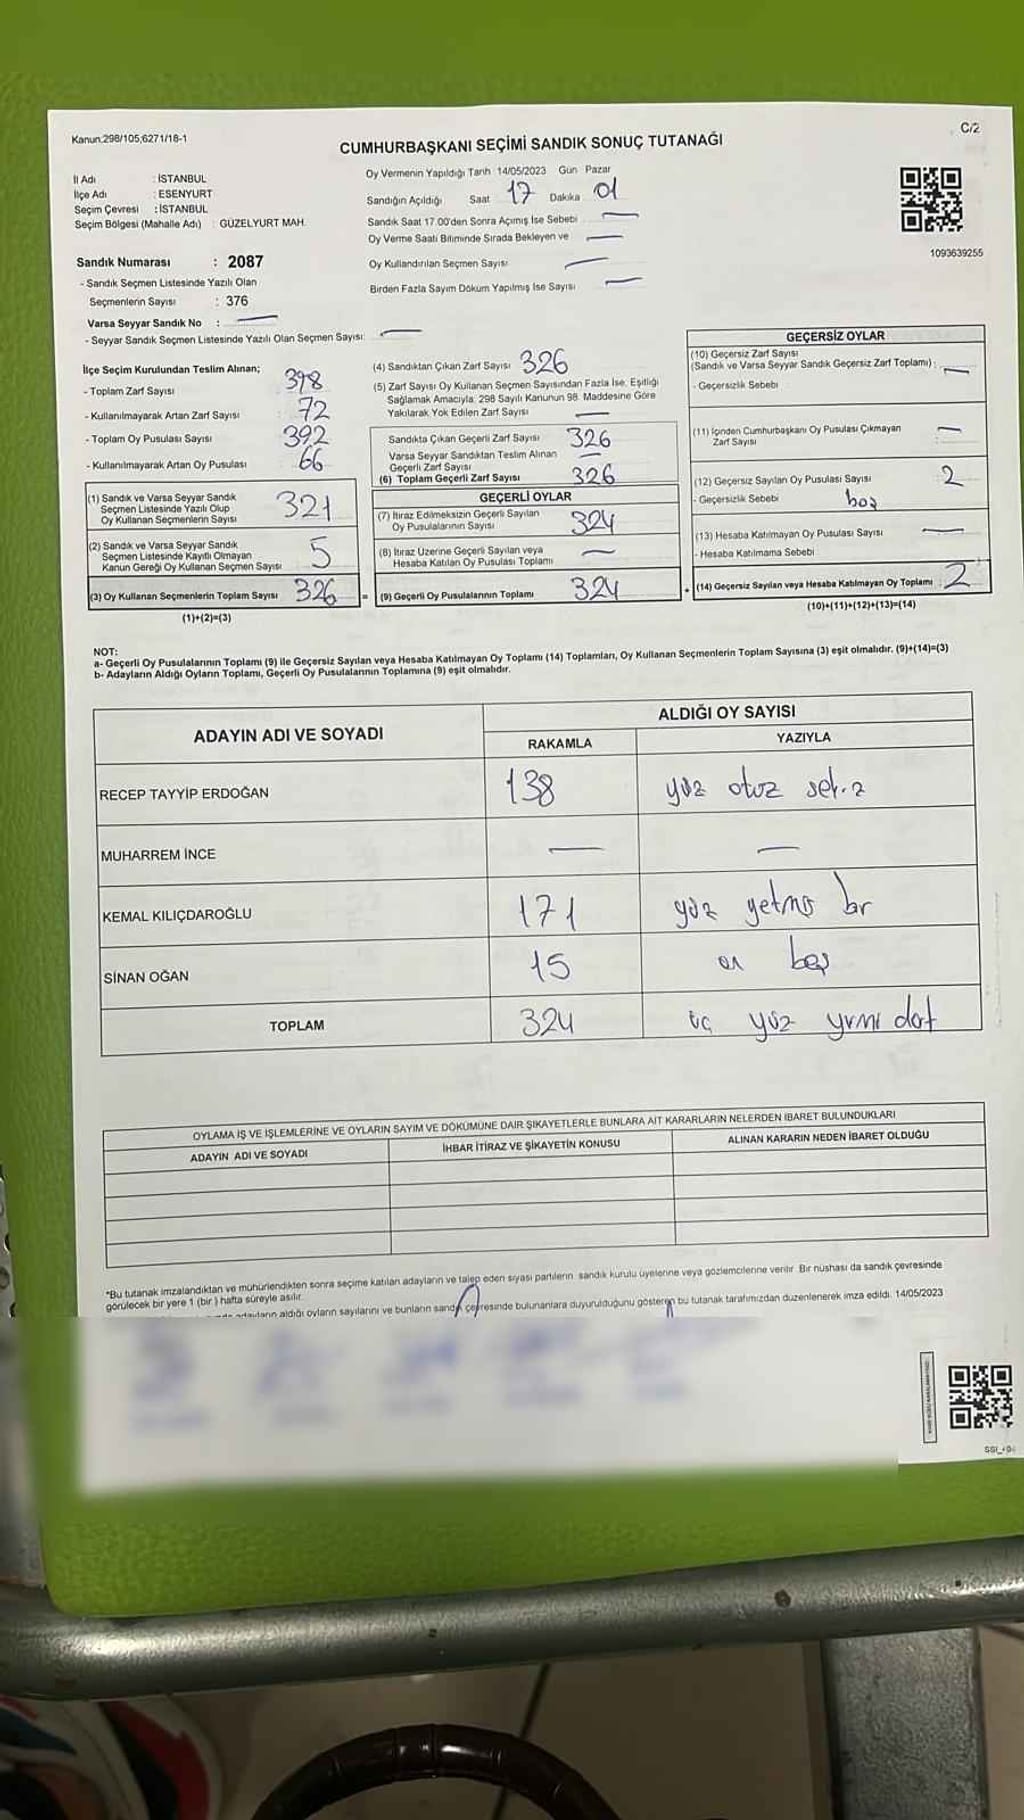 Kanun:298/105;6271/18-1
C/2
CUMHURBAŞKANI SEÇİMİ SANDIK SONUÇ TUTANAĞI
İl Adı : İSTANBUL
İlçe Adı : ESENYURT
Seçim Çevresi : İSTANBUL
Seçim Bölgesi (Mahalle Adı) : GÜZELYURT MAH.
Sandık Numarası : 2087
- Sandık Seçmen Listesinde Yazılı Olan
Seçmenlerin Sayısı : 376
Varsa Seyyar Sandık No : —
- Seyyar Sandık Seçmen Listesinde Yazılı Olan Seçmen Sayısı: —
Oy Vermenin Yapıldığı Tarih 14/05/2023 Gün Pazar
Sandığın Açıldığı Saat 17 Dakika 01
Sandık Saat 17.00'den Sonra Açımış İse Sebebi —
Oy Verme Saati Bitiminde Sırada Bekleyen ve —
Oy Kullandırılan Seçmen Sayısı —
Birden Fazla Sayım Döküm Yapılmış İse Sayısı —
1093639255
İlçe Seçim Kurulundan Teslim Alınan;
- Toplam Zarf Sayısı 398
- Kullanılmayarak Artan Zarf Sayısı 72
- Toplam Oy Pusulası Sayısı 392
- Kullanılmayarak Artan Oy Pusulası 66
(1) Sandık ve Varsa Seyyar Sandık
Seçmen Listesinde Yazılı Olup
Oy Kullanan Seçmenlerin Sayısı 321
(2) Sandık ve Varsa Seyyar Sandık
Seçmen Listesinde Kayıtlı Olmayan
Kanun Gereği Oy Kullanan Seçmen Sayısı 5
(3) Oy Kullanan Seçmenlerin Toplam Sayısı 326 =
(1)+(2)=(3)
(4) Sandıktan Çıkan Zarf Sayısı 326
(5) Zarf Sayısı Oy Kullanan Seçmen Sayısından Fazla İse, Eşitliği
Sağlamak Amacıyla, 298 Sayılı Kanunun 98. Maddesine Göre
Yakılarak Yok Edilen Zarf Sayısı —
Sandıkta Çıkan Geçerli Zarf Sayısı 326
Varsa Seyyar Sandıktan Teslim Alınan
Geçerli Zarf Sayısı —
(6) Toplam Geçerli Zarf Sayısı 326
GEÇERLİ OYLAR
(7) İtiraz Edilmeksizin Geçerli Sayılan
Oy Pusulalarının Sayısı 324
(8) İtiraz Üzerine Geçerli Sayılan veya
Hesaba Katılan Oy Pusulası Toplamı —
(9) Geçerli Oy Pusulalarının Toplamı 324 +
GEÇERSİZ OYLAR
(10) Geçersiz Zarf Sayısı
(Sandık ve Varsa Seyyar Sandık Geçersiz Zarf Toplamı) : —
- Geçersizlik Sebebi
(11) İçinden Cumhurbaşkanı Oy Pusulası Çıkmayan
Zarf Sayısı —
(12) Geçersiz Sayılan Oy Pusulası Sayısı 2
- Geçersizlik Sebebi boş
(13) Hesaba Katılmayan Oy Pusulası Sayısı —
- Hesaba Katılmama Sebebi
(14) Geçersiz Sayılan veya Hesaba Katılmayan Oy Toplamı 2
(10)+(11)+(12)+(13)=(14)
NOT:
a- Geçerli Oy Pusulalarının Toplamı (9) ile Geçersiz Sayılan veya Hesaba Katılmayan Oy Toplamı (14) Toplamları, Oy Kullanan Seçmenlerin Toplam Sayısına (3) eşit olmalıdır. (9)+(14)=(3)
b- Adayların Aldığı Oyların Toplamı, Geçerli Oy Pusulalarının Toplamına (9) eşit olmalıdır.
ADAYIN ADI VE SOYADI
ALDIĞI OY SAYISI
RAKAMLA YAZIYLA
RECEP TAYYİP ERDOĞAN 138 yüz otuz sekiz
MUHARREM İNCE — —
KEMAL KILIÇDAROĞLU 171 yüz yetmiş bir
SİNAN OĞAN 15 on beş
TOPLAM 324 üç yüz yirmi dört
OYLAMA İŞ VE İŞLEMLERİNE VE OYLARIN SAYIM VE DÖKÜMÜNE DAİR ŞİKAYETLERLE BUNLARA AİT KARARLARIN NELERDEN İBARET BULUNDUKLARI
ADAYIN ADI VE SOYADI İHBAR İTİRAZ VE ŞİKAYETİN KONUSU ALINAN KARARIN NEDEN İBARET OLDUĞU
*Bu tutanak imzalandıktan ve mühürlendikten sonra seçime katılan adayların ve talep eden siyasi partilerin sandık kurulu üyelerine veya gözlemcilerine verilir. Bir nüshası da sandık çevresinde
görülecek bir yere 1 (bir ) hafta süreyle asılır.
adayların aldığı oyların sayılarını ve bunların sandık çevresinde bulunanlara duyurulduğunu gösteren bu tutanak tarafımızdan düzenlenerek imza edildi. 14/05/2023